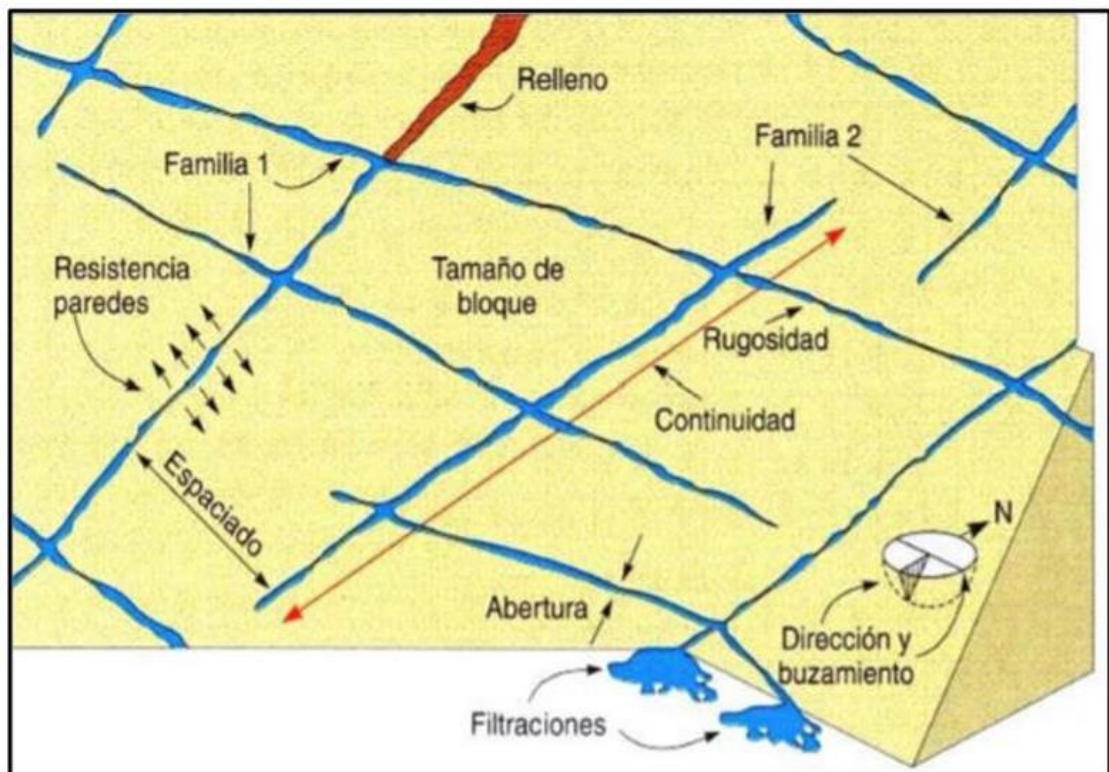 Relleno
Familia 1
Familia 2
Resistencia
paredes
Tamaño de
bloque
Rugosidad
Continuidad
Espaciado
N
Abertura
Dirección y
buzamiento
Filtraciones